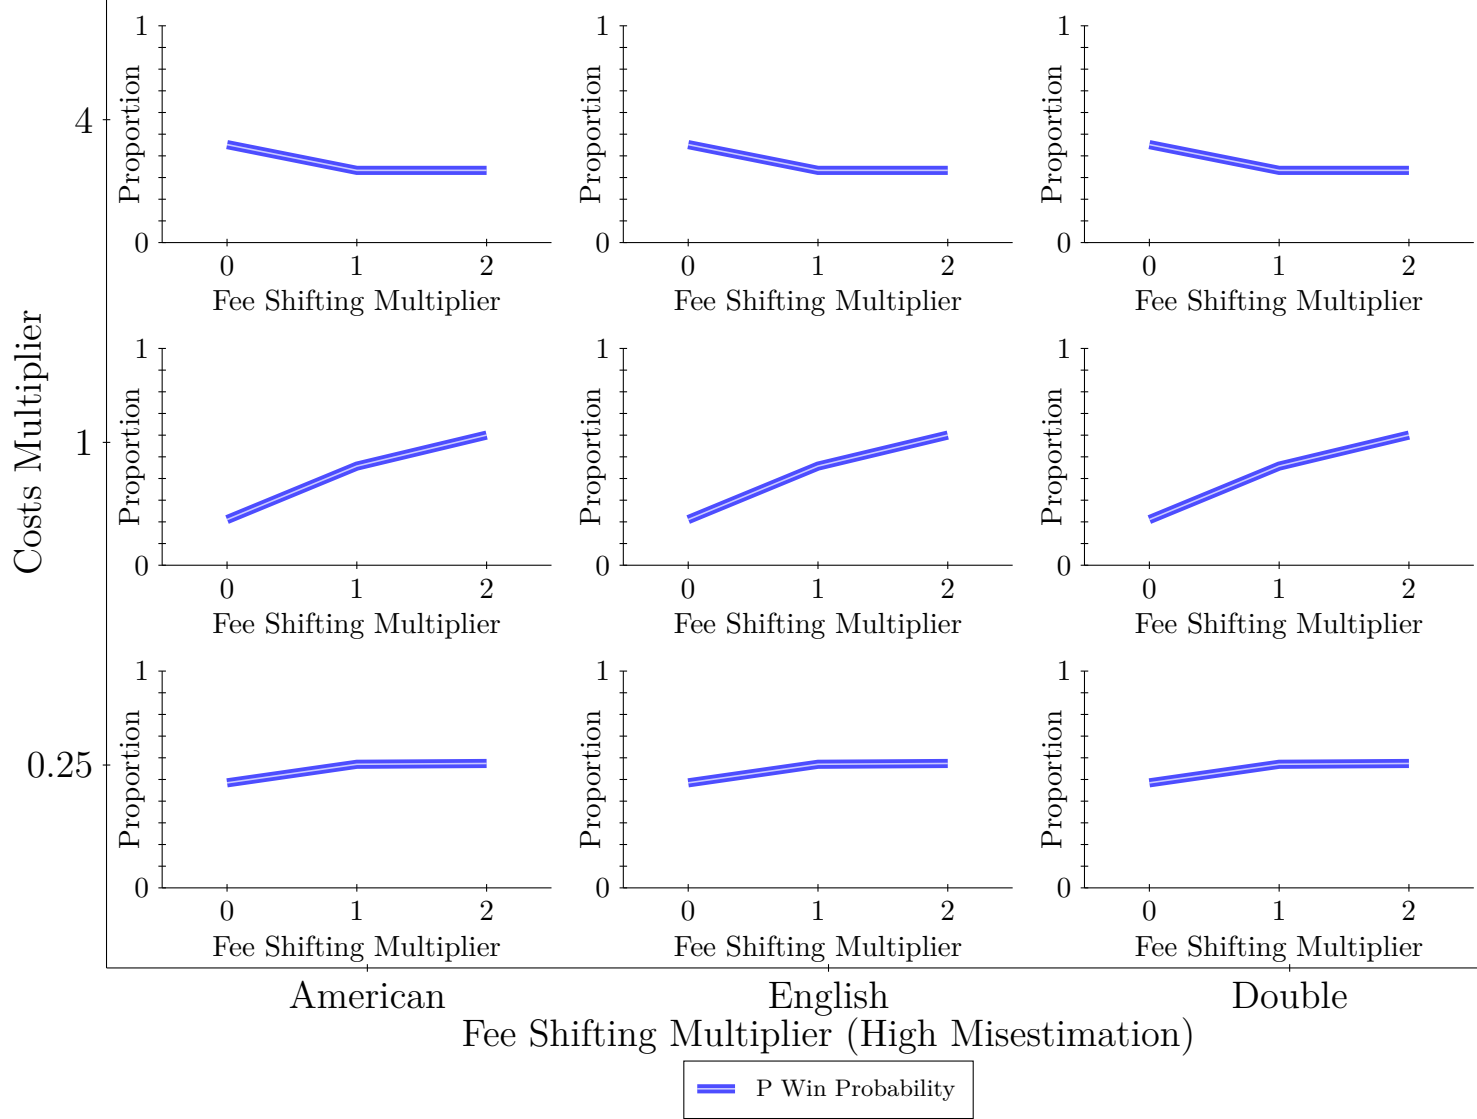 Costs Multiplier
4
1
0.25
1
Proportion
0
0 1 2
Fee Shifting Multiplier
1
Proportion
0
0 1 2
Fee Shifting Multiplier
1
Proportion
0
0 1 2
Fee Shifting Multiplier
1
Proportion
0
0 1 2
Fee Shifting Multiplier
1
Proportion
0
0 1 2
Fee Shifting Multiplier
1
Proportion
0
0 1 2
Fee Shifting Multiplier
1
Proportion
0
0 1 2
Fee Shifting Multiplier
1
Proportion
0
0 1 2
Fee Shifting Multiplier
1
Proportion
0
0 1 2
Fee Shifting Multiplier
American English Double
Fee Shifting Multiplier (High Misestimation)
P Win Probability